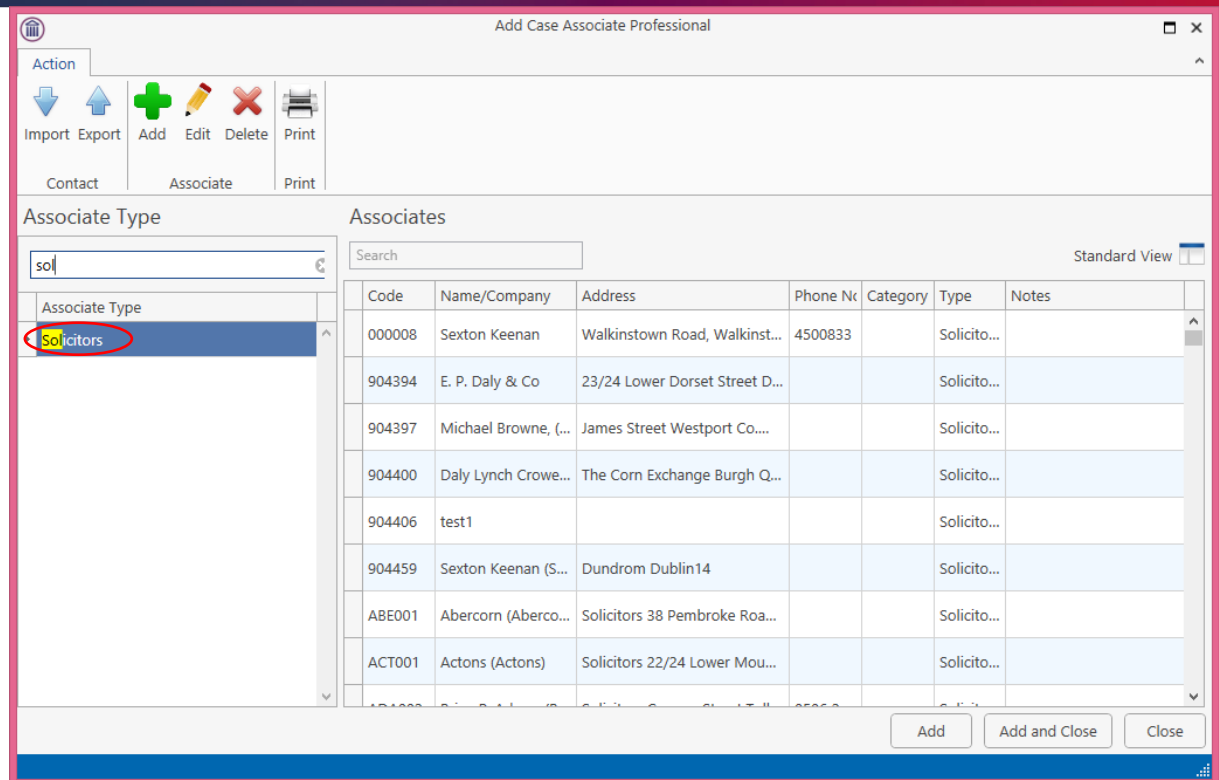 Add Case Associate Professional
Action
Import Export Add Edit Delete Print
Contact Associate Print
Associate Type Associates
sol Search Standard View
Associate Type
Solicitors
Code Name/Company Address Phone Nc Category Type Notes
000008 Sexton Keenan Walkinstown Road, Walkinst... 4500833 Solicito...
904394 E. P. Daly & Co 23/24 Lower Dorset Street D... Solicito...
904397 Michael Browne, (... James Street Westport Co.... Solicito...
904400 Daly Lynch Crowe... The Corn Exchange Burgh Q... Solicito...
904406 test1 Solicito...
904459 Sexton Keenan (S... Dundrom Dublin14 Solicito...
ABE001 Abercorn (Aberco... Solicitors 38 Pembroke Roa... Solicito...
ACT001 Actons (Actons) Solicitors 22/24 Lower Mou... Solicito...
Add Add and Close Close